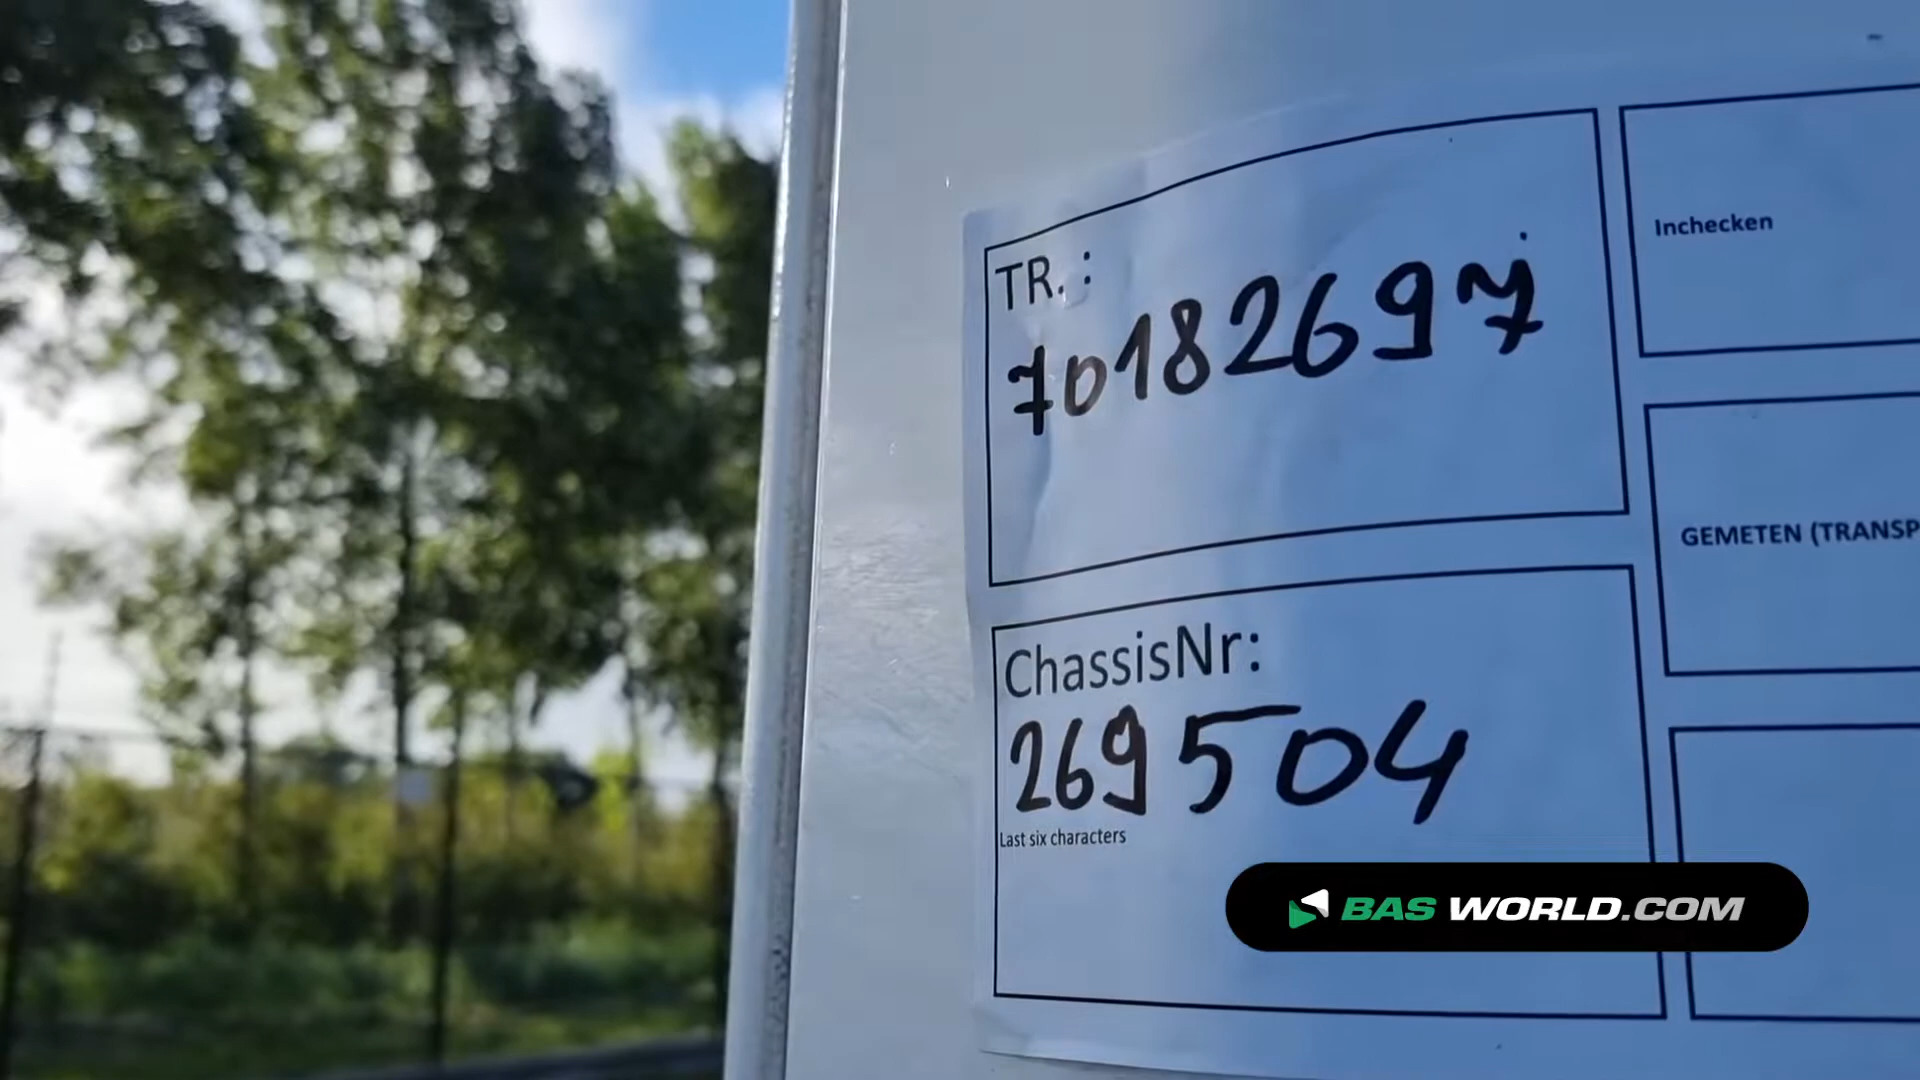 TR. :
70182697
ChassisNr:
269504
Last six characters
Inchecken
GEMETEN (TRANSP
BAS WORLD.COM